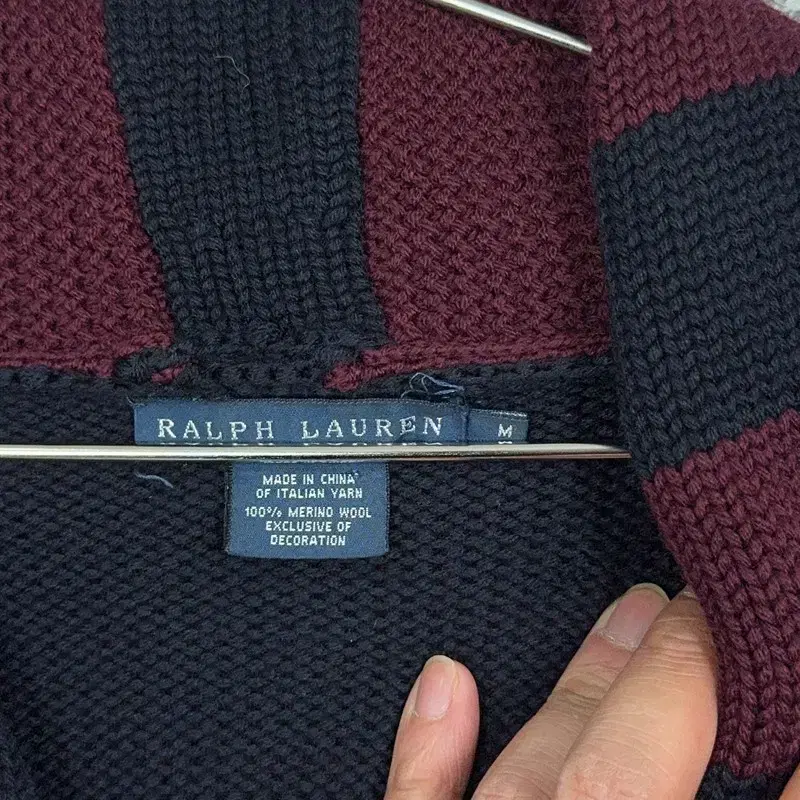 RALPH LAUREN
M
MADE IN CHINA
OF ITALIAN YARN
100% MERINO WOOL
EXCLUSIVE OF
DECORATION